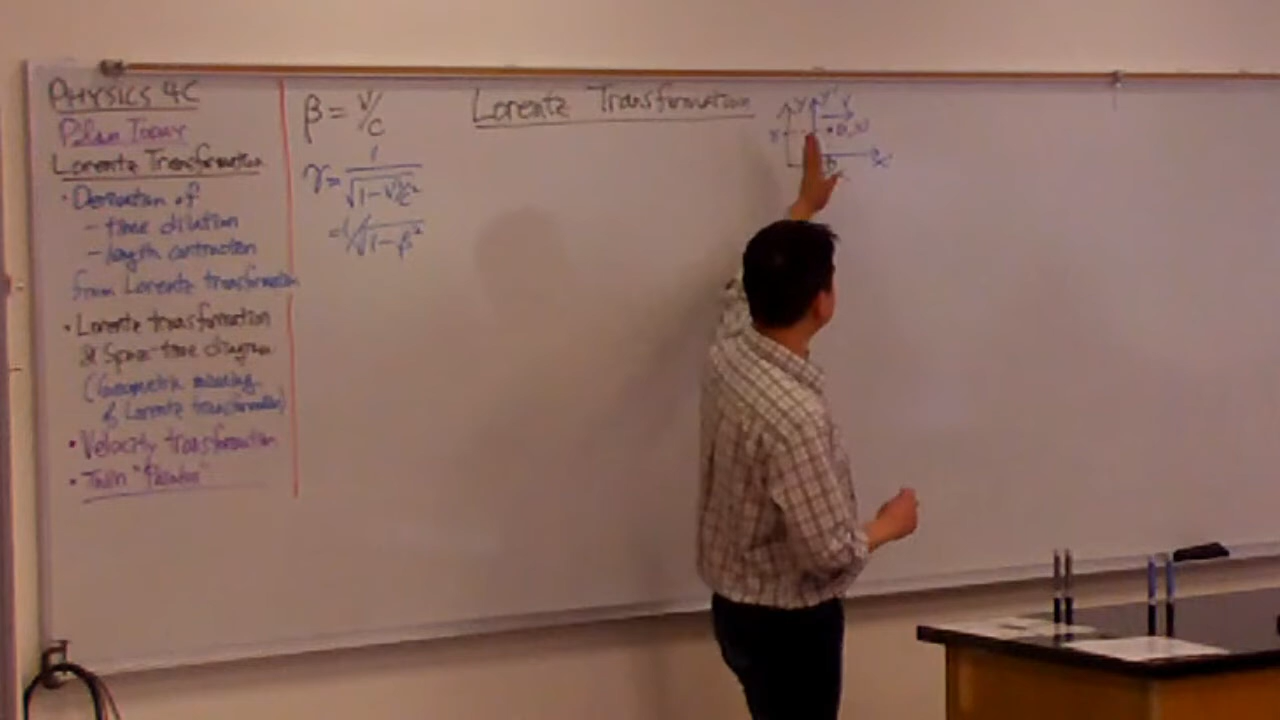 PHYSICS 4C
Plan Today
Lorentz Transformation
• Derivation of
- time dilation
- length contraction
from Lorentz transformation
• Lorentz transformation
& Space-time diagram
(Geometric meaning
of Lorentz transformation)
• Velocity transformation
• Twin "Paradox"
β = V/C
γ = 1/√1-V²/C²
= 1/√1-β²
Lorentz Transformation
Y Y' V
X'